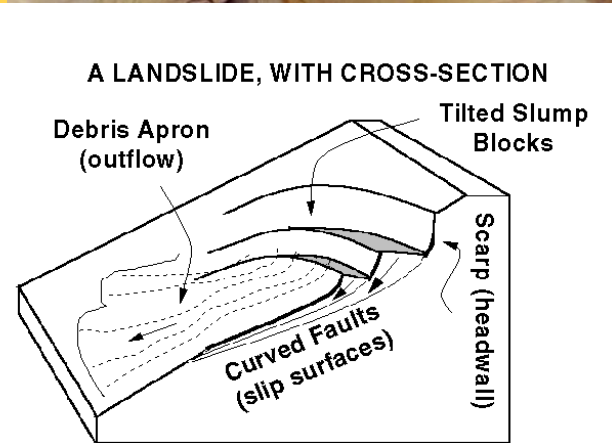 A LANDSLIDE, WITH CROSS-SECTION
Debris Apron
(outflow)
Tilted Slump
Blocks
Scarp (headwall)
Curved Faults
(slip surfaces)